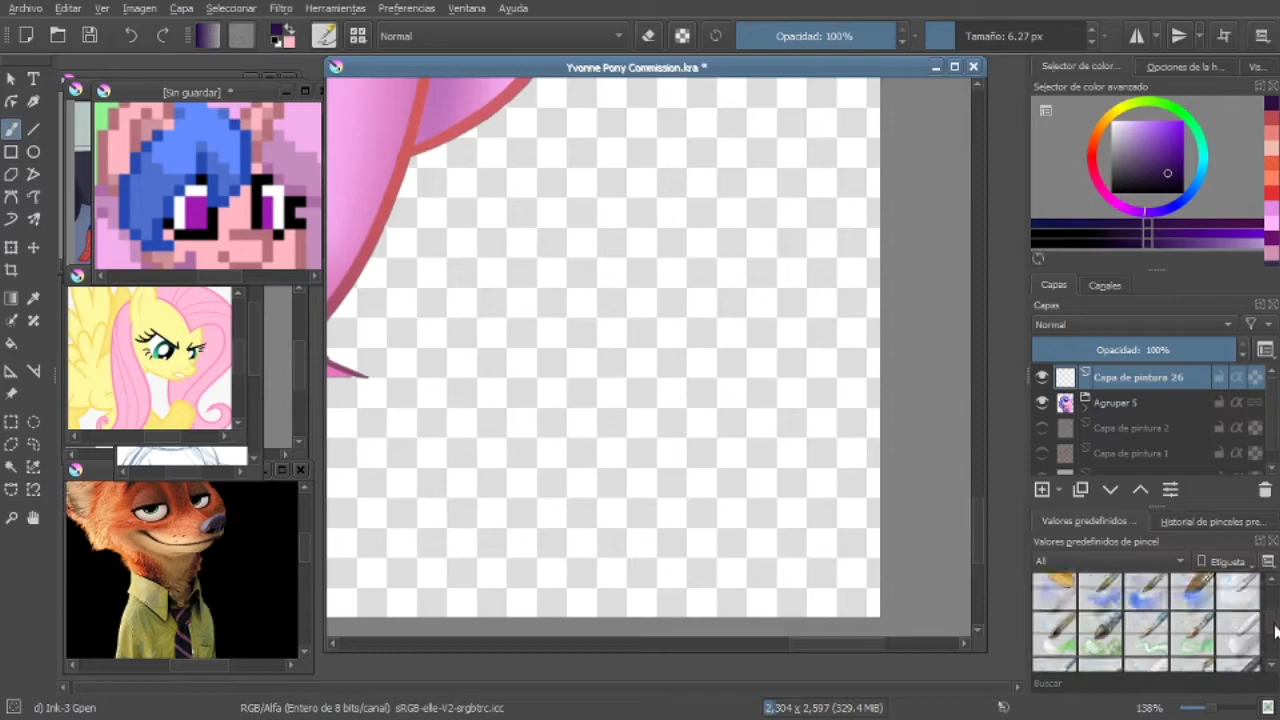 Archivo Editar Ver Imagen Capa Seleccionar Filtro Herramientas Preferencias Ventana Ayuda
Normal Opacidad: 100% Tamaño: 6.27 px
Yvonne Pony Commission.kra *
[Sin guardar] *
Selector de color... Opciones de la h... Vis...
Selector de color avanzado
Capas Canales
Capas
Normal
Opacidad: 100%
Capa de pintura 26
Agrupar 5
Capa de pintura 2
Capa de pintura 1
Valores predefinidos ... Historial de pinceles pre...
Valores predefinidos de pincel
All Etiqueta
Buscar
d) Ink-3 Gpen RGB/Alfa (Entero de 8 bits/canal) sRGB-elle-V2-srgbtrc.icc 2,304 x 2,597 (329.4 MiB) 138%